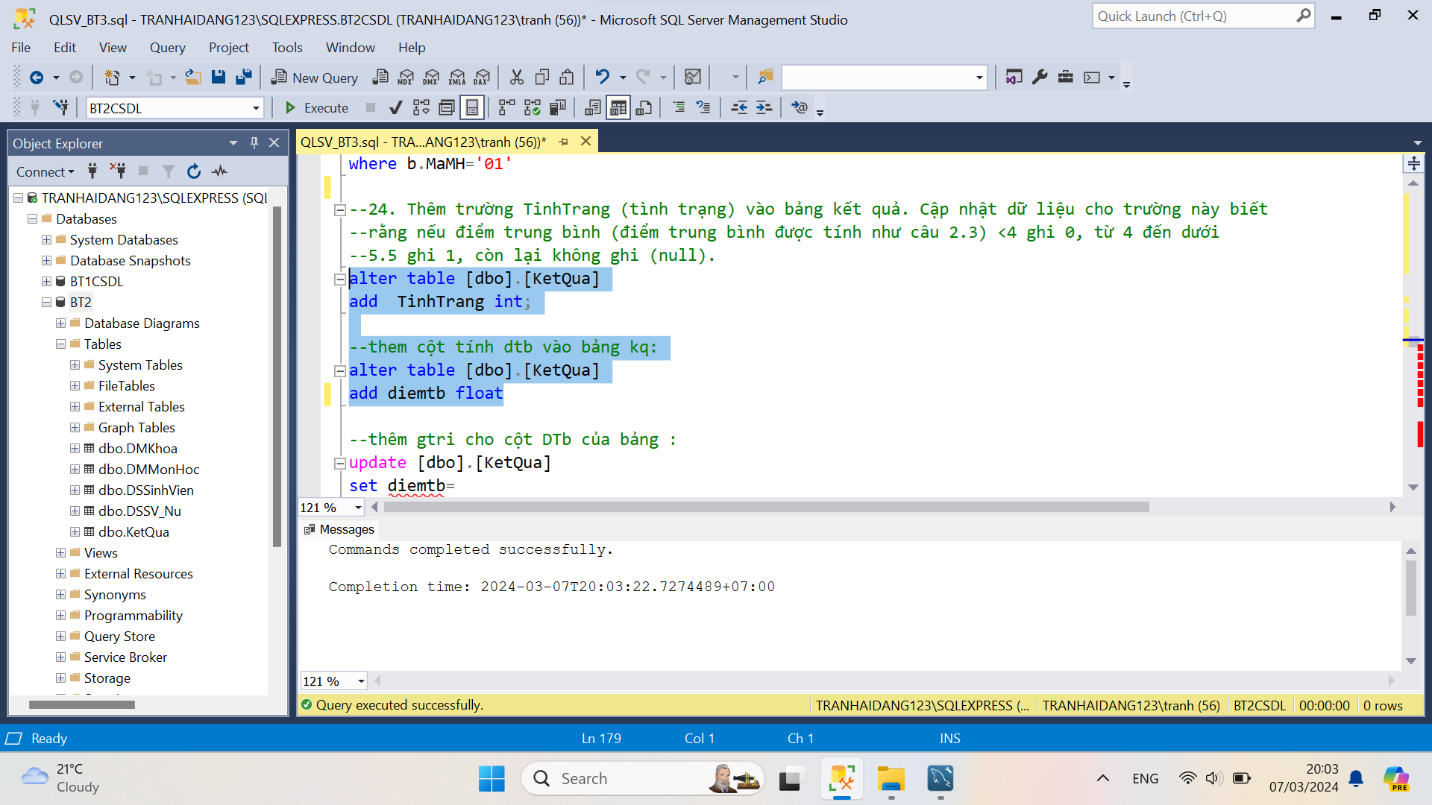 QLSV_BT3.sql - TRANHAIDANG123\SQLEXPRESS.BT2CSDL (TRANHAIDANG123\tranh (56))* - Microsoft SQL Server Management Studio
Quick Launch (Ctrl+Q)
File Edit View Query Project Tools Window Help
New Query
MDX DMX XMLA DAX
BT2CSDL
Execute
Object Explorer
QLSV_BT3.sql - TRA...ANG123\tranh (56))*
Connect
TRANHAIDANG123\SQLEXPRESS (SQL
Databases
System Databases
Database Snapshots
BT1CSDL
BT2
Database Diagrams
Tables
System Tables
FileTables
External Tables
Graph Tables
dbo.DMKhoa
dbo.DMMonHoc
dbo.DSSinhVien
dbo.DSSV_Nu
dbo.KetQua
Views
External Resources
Synonyms
Programmability
Query Store
Service Broker
Storage
where b.MaMH='01'
--24. Thêm trường TinhTrang (tình trạng) vào bảng kết quả. Cập nhật dữ liệu cho trường này biết
--rằng nếu điểm trung bình (điểm trung bình được tính như câu 2.3) <4 ghi 0, từ 4 đến dưới
--5.5 ghi 1, còn lại không ghi (null).
alter table [dbo].[KetQua]
add  TinhTrang int;
--them cột tính dtb vào bảng kq:
alter table [dbo].[KetQua]
add diemtb float
--thêm gtri cho cột DTb của bảng :
update [dbo].[KetQua]
set diemtb=
121 %
Messages
Commands completed successfully.
Completion time: 2024-03-07T20:03:22.7274489+07:00
121 %
Query executed successfully.
TRANHAIDANG123\SQLEXPRESS (... TRANHAIDANG123\tranh (56) BT2CSDL 00:00:00 0 rows
Ready Ln 179 Col 1 Ch 1 INS
21°C
Cloudy
Search
ENG
20:03
07/03/2024
PRE